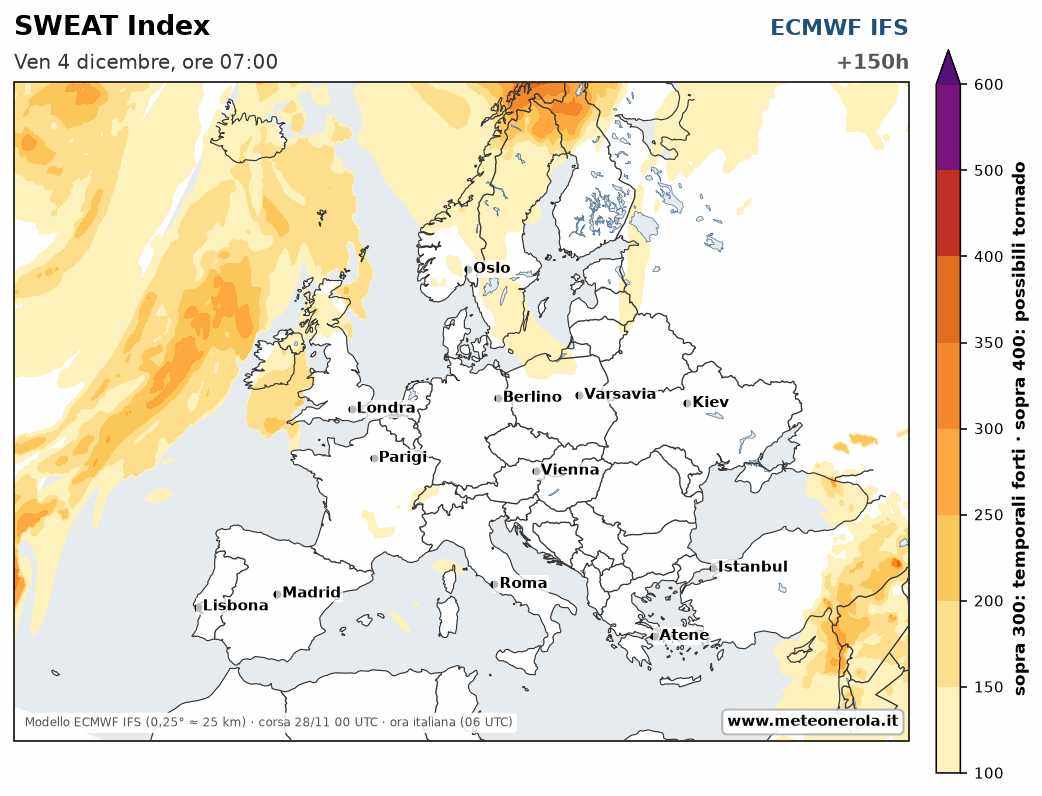 SWEAT Index
ECMWF IFS
Ven 4 dicembre, ore 07:00
+150h
Oslo
Berlino
Varsavia
Kiev
Londra
Parigi
Vienna
Istanbul
Roma
Madrid
Lisbona
Atene
Modello ECMWF IFS (0,25° ≈ 25 km) · corsa 28/11 00 UTC · ora italiana (06 UTC)
www.meteonerola.it
600
500
400
350
300
250
200
150
100
sopra 300: temporali forti · sopra 400: possibili tornado